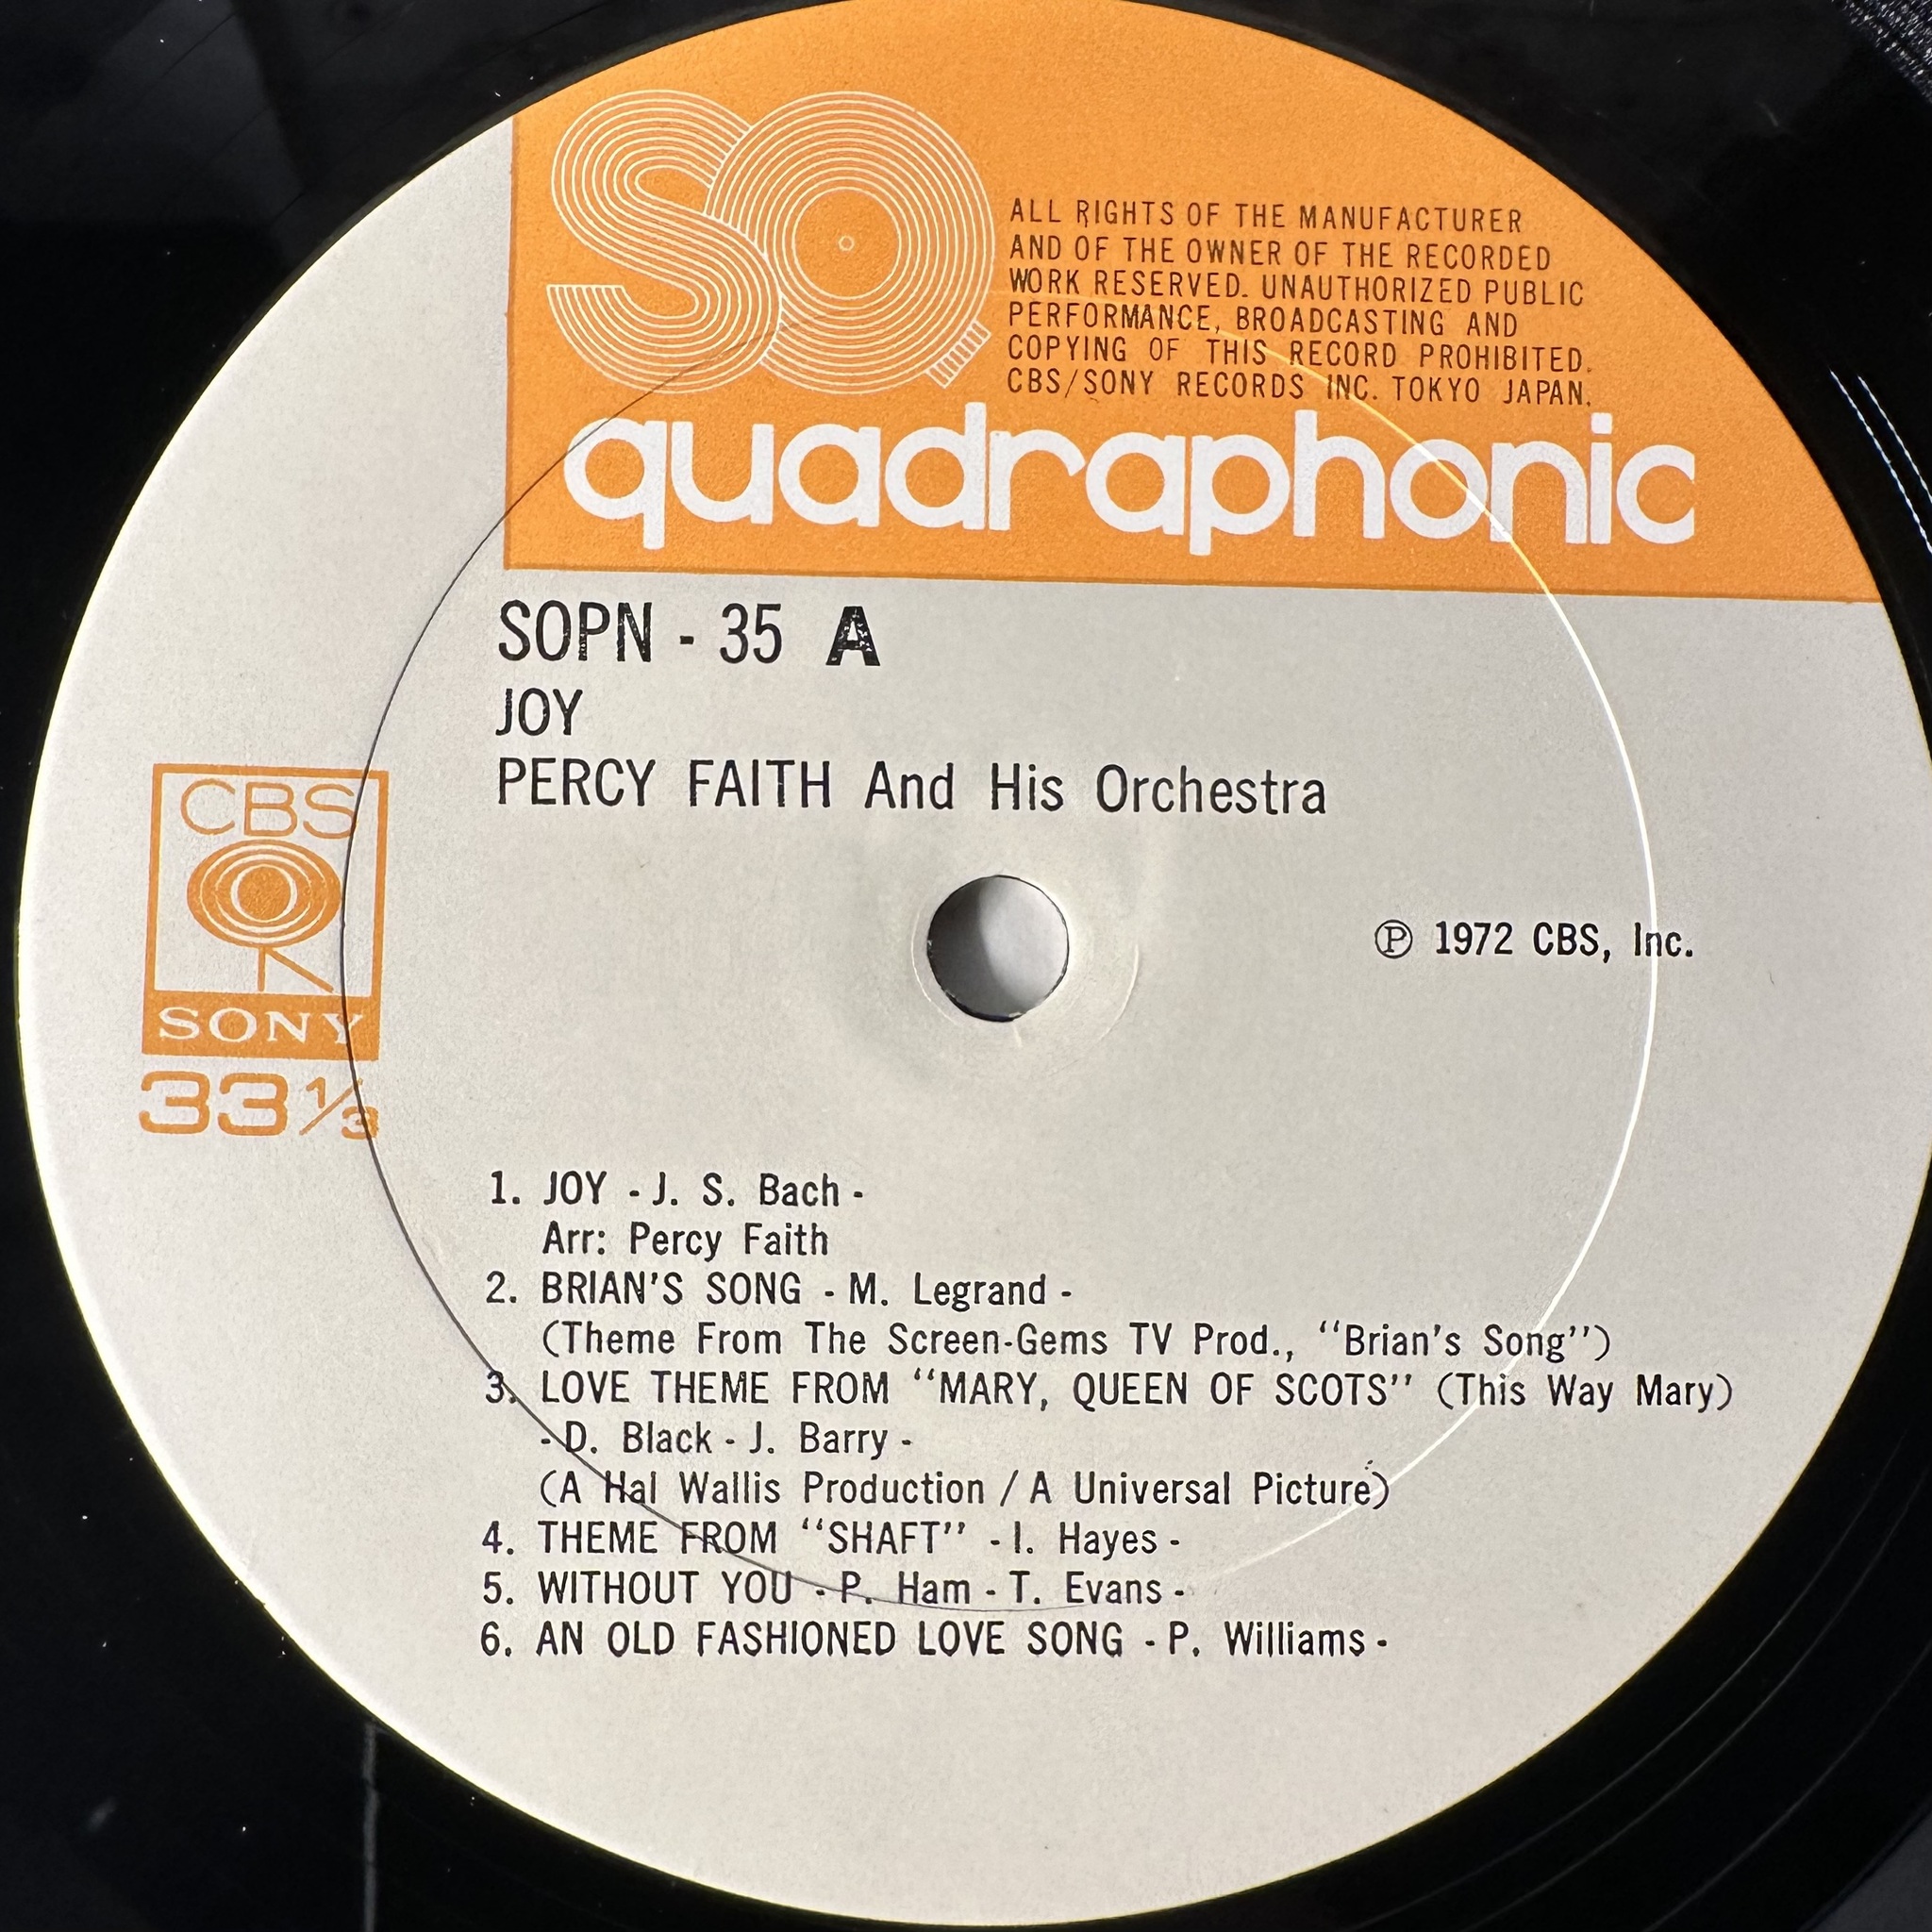 SQ
ALL RIGHTS OF THE MANUFACTURER
AND OF THE OWNER OF THE RECORDED
WORK RESERVED. UNAUTHORIZED PUBLIC
PERFORMANCE, BROADCASTING AND
COPYING OF THIS RECORD PROHIBITED.
CBS/SONY RECORDS INC. TOKYO JAPAN.
quadraphonic
SOPN - 35 A
JOY
PERCY FAITH And His Orchestra
CBS
SONY
33 1/3
℗ 1972 CBS, Inc.
1. JOY - J. S. Bach -
Arr: Percy Faith
2. BRIAN'S SONG - M. Legrand -
(Theme From The Screen-Gems TV Prod., “Brian's Song”)
3. LOVE THEME FROM “MARY, QUEEN OF SCOTS” (This Way Mary)
- D. Black - J. Barry -
(A Hal Wallis Production / A Universal Picture)
4. THEME FROM “SHAFT” - I. Hayes -
5. WITHOUT YOU - P. Ham - T. Evans -
6. AN OLD FASHIONED LOVE SONG - P. Williams -